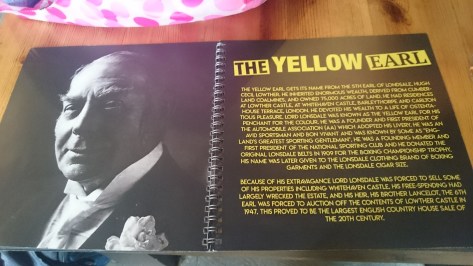 THE YELLOW EARL
THE YELLOW EARL GETS ITS NAME FROM THE 5TH EARL OF LONSDALE, HUGH
CECIL LOWTHER. HE INHERITED ENORMOUS WEALTH, DERIVED FROM CUMBER-
LAND COALMINES, AND OWNED 75,000 ACRES OF LAND. HE HAD RESIDENCES
AT LOWTHER CASTLE, AT WHITEHAVEN CASTLE, BARLEYTHORPE AND CARLTON
HOUSE TERRACE, LONDON. HE DEVOTED HIS WEALTH TO A LIFE OF OSTENTA-
TIOUS PLEASURE. LORD LONSDALE WAS KNOWN AS THE YELLOW EARL FOR HIS
PENCHANT FOR THE COLOUR. HE WAS A FOUNDER AND FIRST PRESIDENT OF
THE AUTOMOBILE ASSOCIATION (AA) WHICH ADOPTED HIS LIVERY. HE WAS AN
AVID SPORTSMAN AND BON VIVANT AND WAS KNOWN BY SOME AS "ENG-
LAND'S GREATEST SPORTING GENTLEMAN". HE WAS A FOUNDING MEMBER AND
FIRST PRESIDENT OF THE NATIONAL SPORTING CLUB AND HE DONATED THE
ORIGINAL LONSDALE BELTS IN 1909 FOR THE BOXING CHAMPIONSHIP TROPHY.
HIS NAME WAS LATER GIVEN TO THE LONSDALE CLOTHING BRAND OF BOXING
GARMENTS AND THE LONSDALE CIGAR SIZE.
BECAUSE OF HIS EXTRAVAGANCE LORD LONSDALE WAS FORCED TO SELL SOME
OF HIS PROPERTIES INCLUDING WHITEHAVEN CASTLE. HIS FREE-SPENDING HAD
LARGELY WRECKED THE ESTATE, AND HIS HEIR, HIS BROTHER LANCELOT, THE 6TH
EARL WAS FORCED TO AUCTION OFF THE CONTENTS OF LOWTHER CASTLE IN
1947, THIS PROVED TO BE THE LARGEST ENGLISH COUNTRY HOUSE SALE OF
THE 20TH CENTURY.